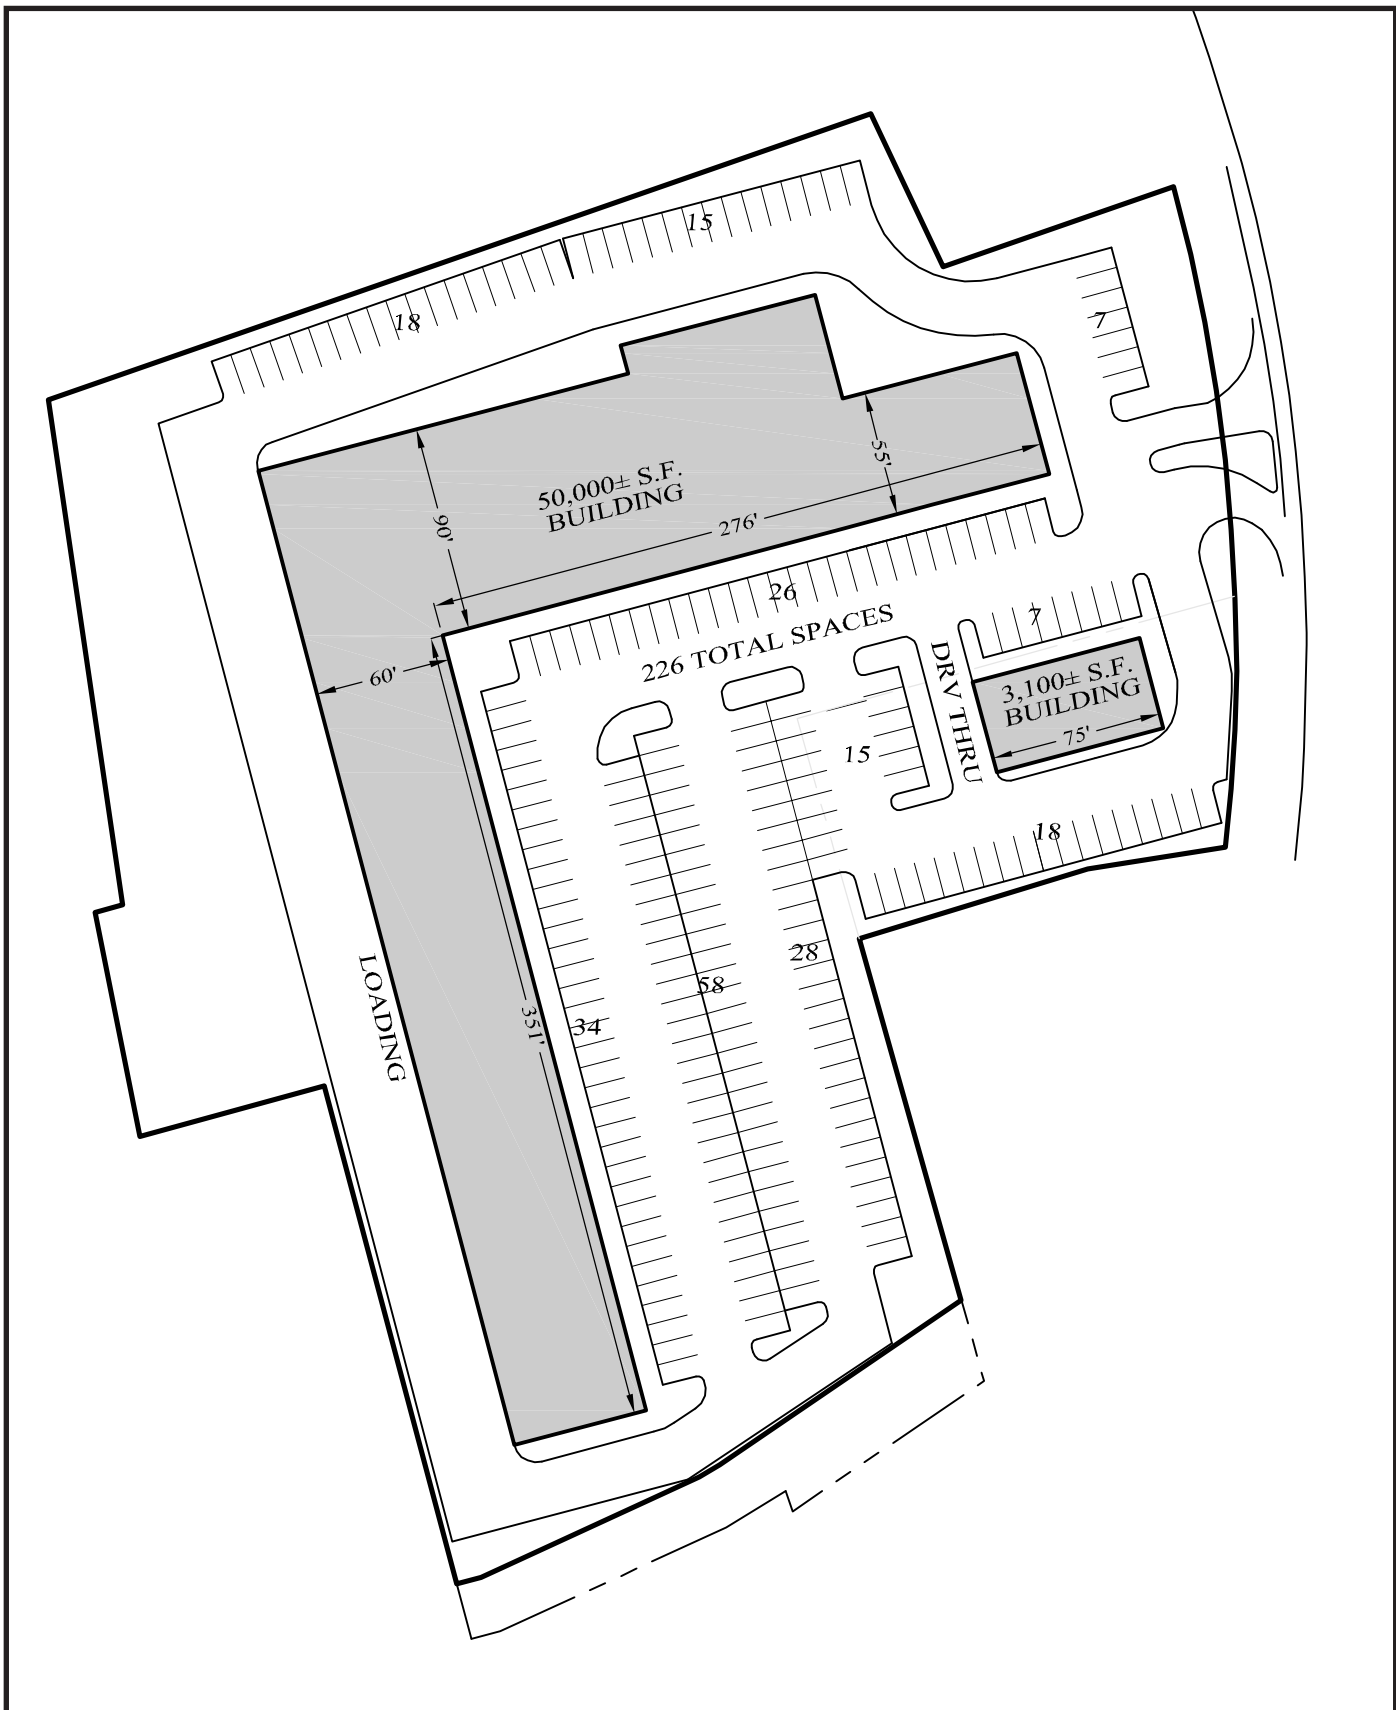 15
18
7
50,000± S.F.
BUILDING
55'
90'
276'
26
226 TOTAL SPACES
7
60'
DRV THRU
3,100± S.F.
BUILDING
75'
15
18
LOADING
351'
34
58
28